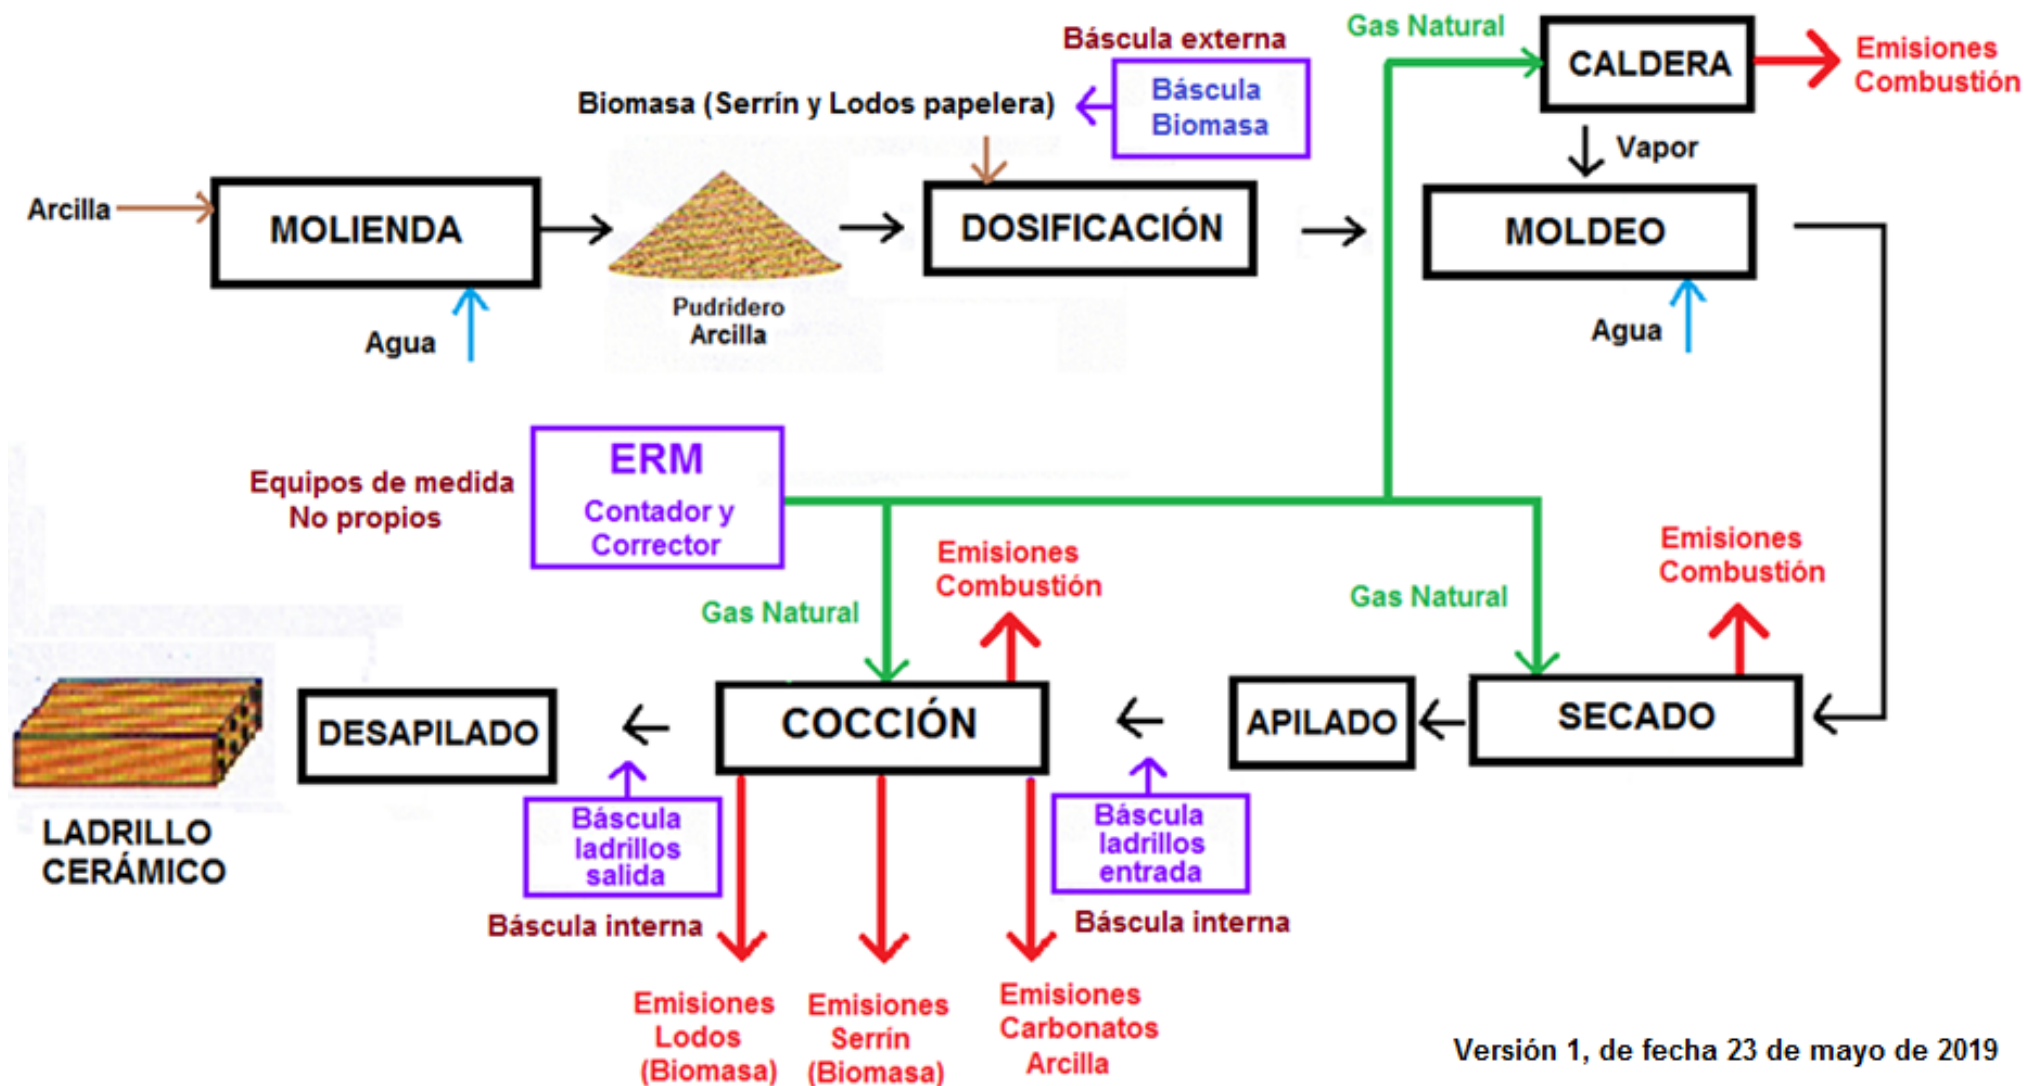 Gas Natural
CALDERA
Emisiones
Combustión
Báscula externa
Báscula
Biomasa
Biomasa (Serrín y Lodos papelera)
Vapor
Arcilla
MOLIENDA
DOSIFICACIÓN
MOLDEO
Pudridero
Arcilla
Agua
Agua
ERM
Contador y
Corrector
Equipos de medida
No propios
Emisiones
Combustión
Emisiones
Combustión
Gas Natural
Gas Natural
DESAPILADO
COCCIÓN
APILADO
SECADO
LADRILLO
CERÁMICO
Báscula
ladrillos
salida
Báscula interna
Báscula
ladrillos
entrada
Báscula interna
Emisiones
Lodos
(Biomasa)
Emisiones
Serrín
(Biomasa)
Emisiones
Carbonatos
Arcilla
Versión 1, de fecha 23 de mayo de 2019